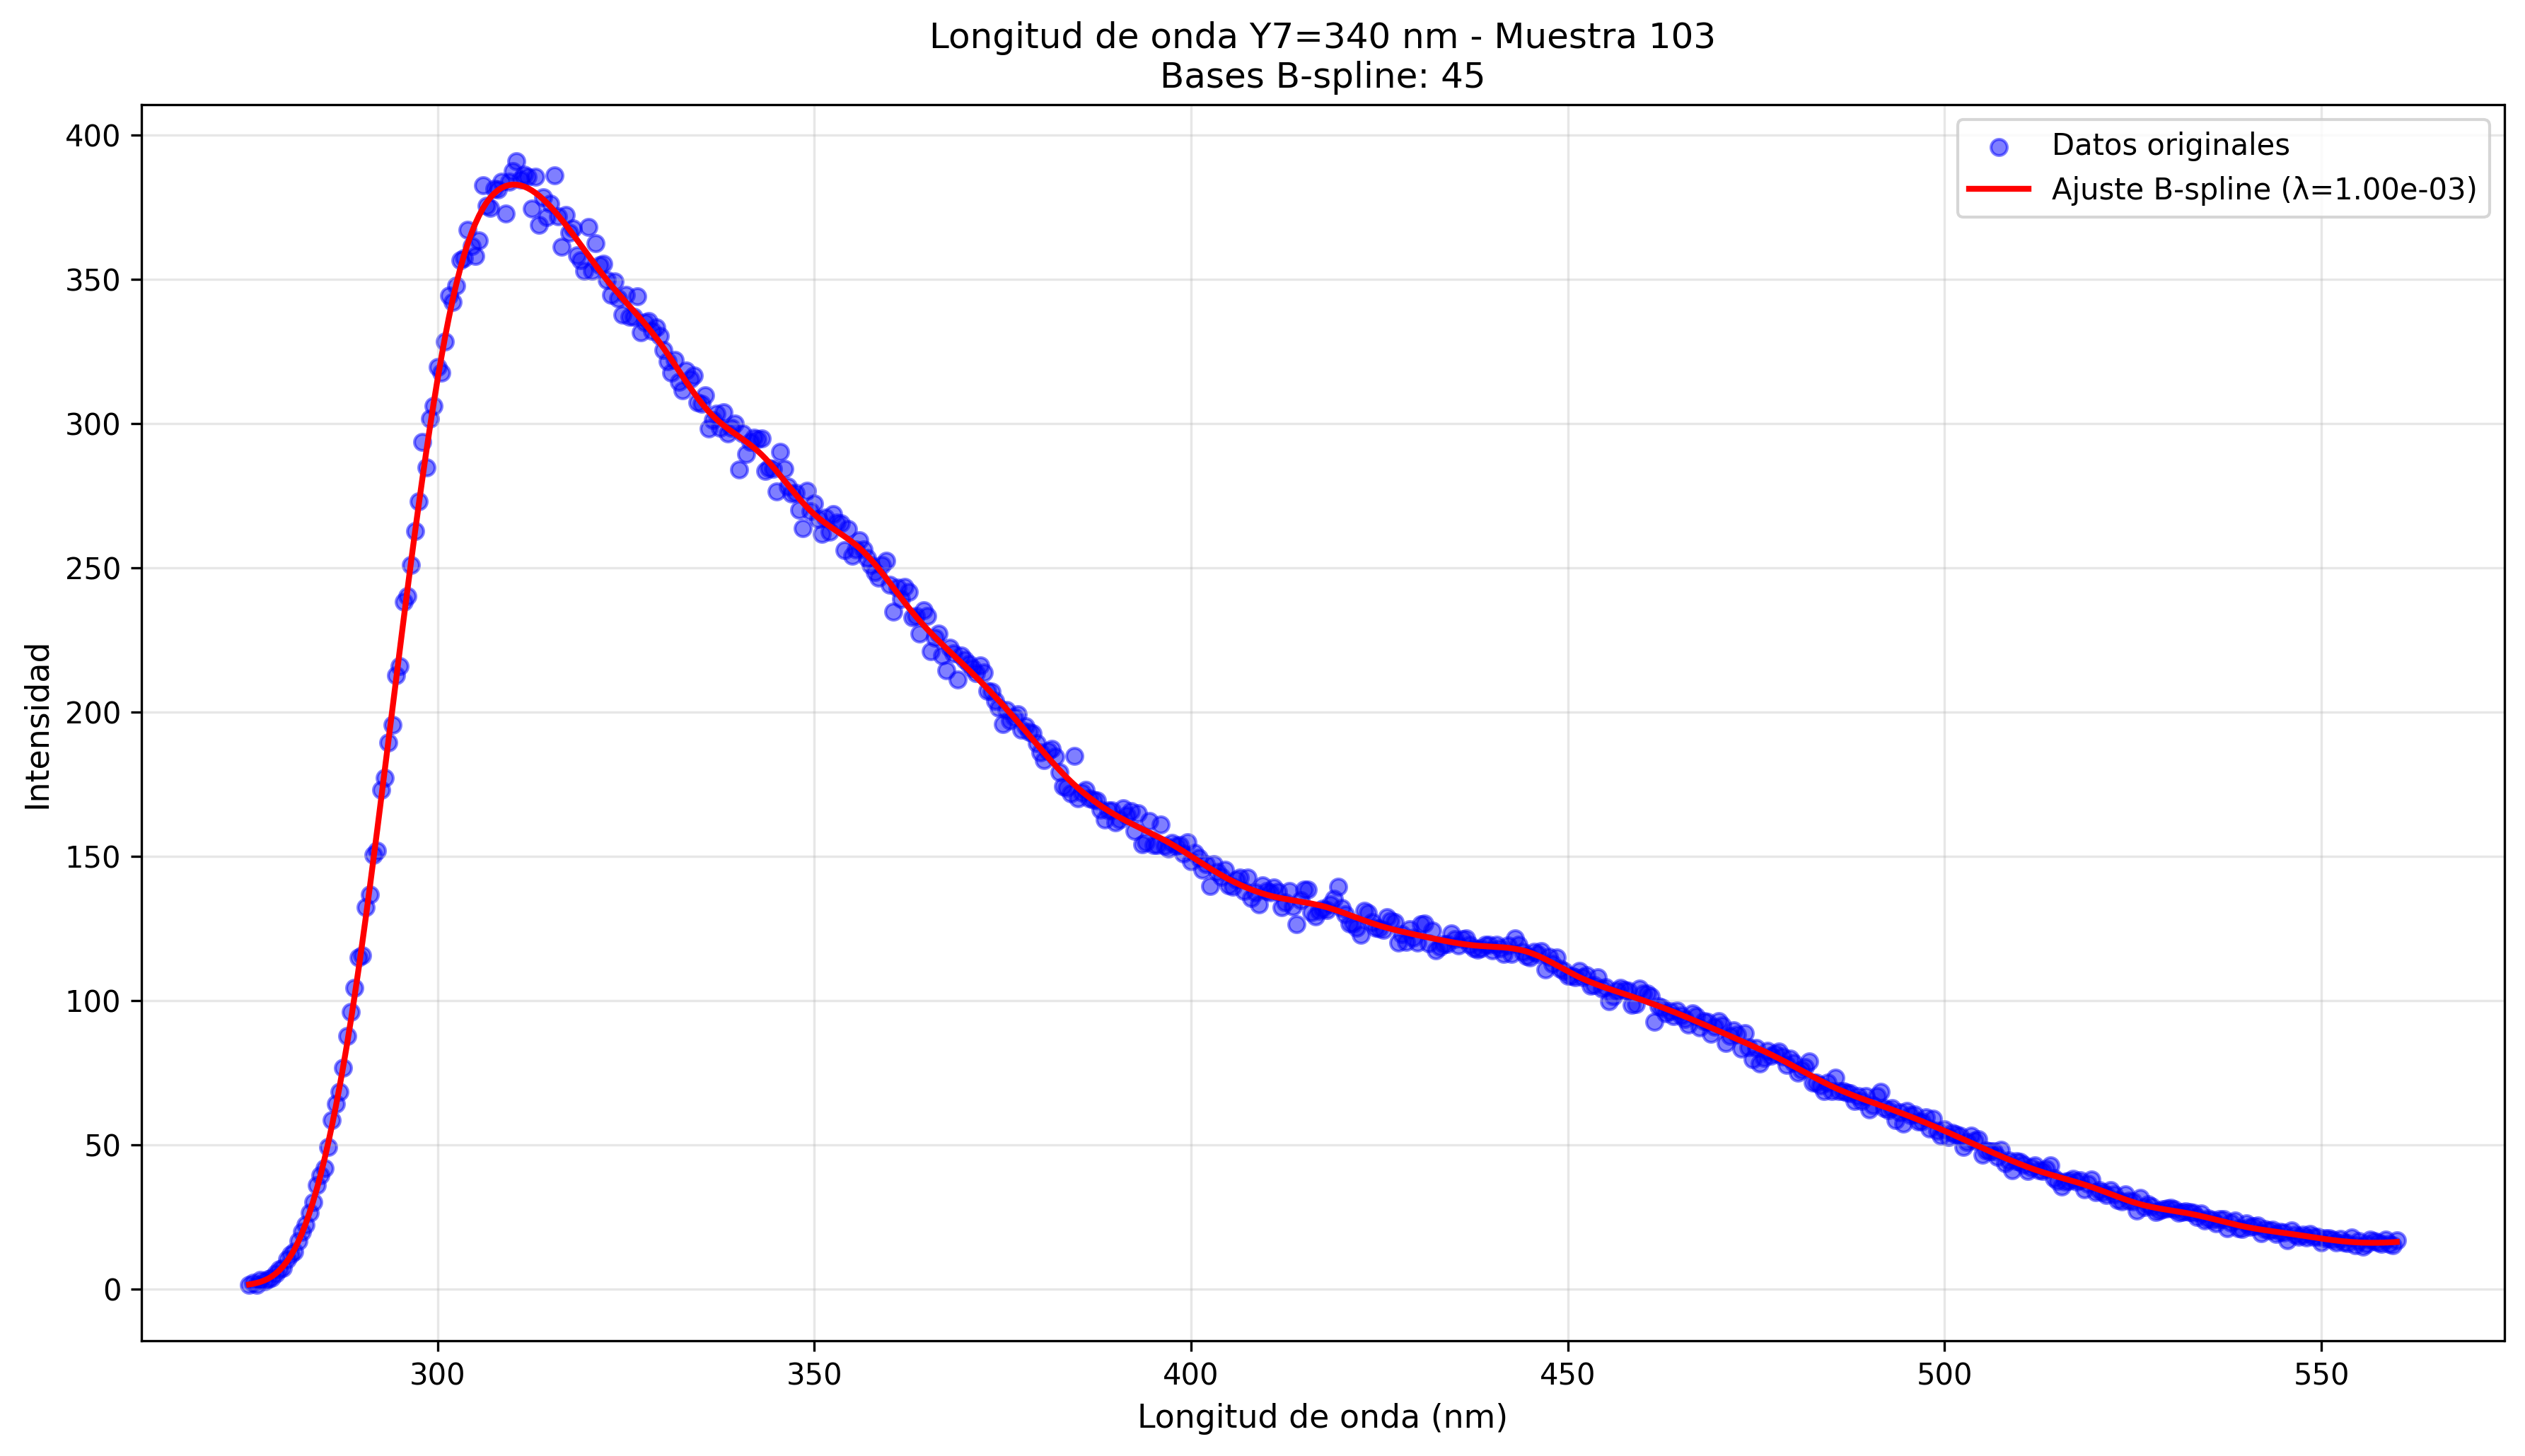 Longitud de onda Y7=340 nm - Muestra 103
Bases B-spline: 45
Datos originales
Ajuste B-spline (λ=1.00e-03)
Intensidad
400
350
300
250
200
150
100
50
0
300 350 400 450 500 550
Longitud de onda (nm)